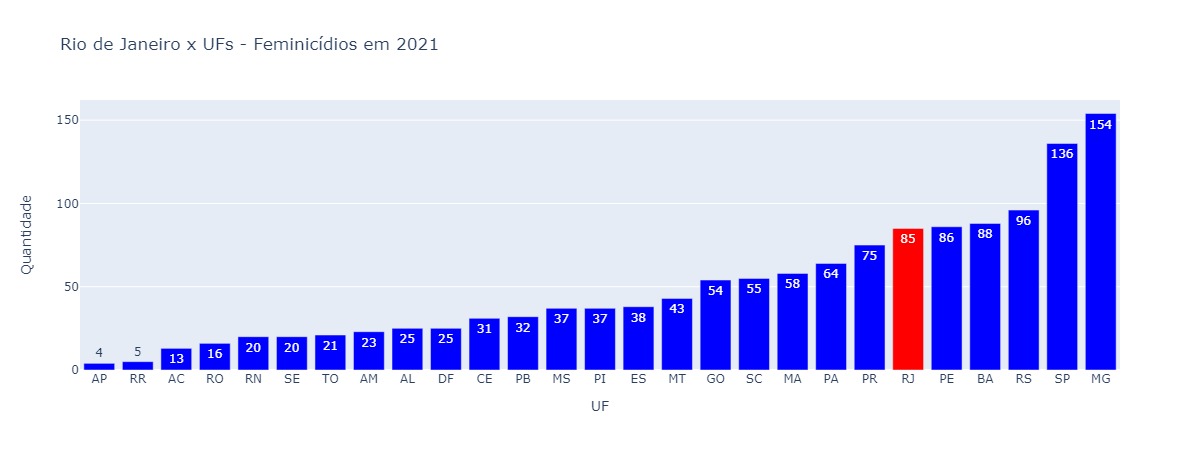 Rio de Janeiro x UFs - Feminicídios em 2021
Quantidade
150
100
50
0
4 5 13 16 20 20 21 23 25 25 31 32 37 37 38 43 54 55 58 64 75 85 86 88 96 136 154
AP RR AC RO RN SE TO AM AL DF CE PB MS PI ES MT GO SC MA PA PR RJ PE BA RS SP MG
UF